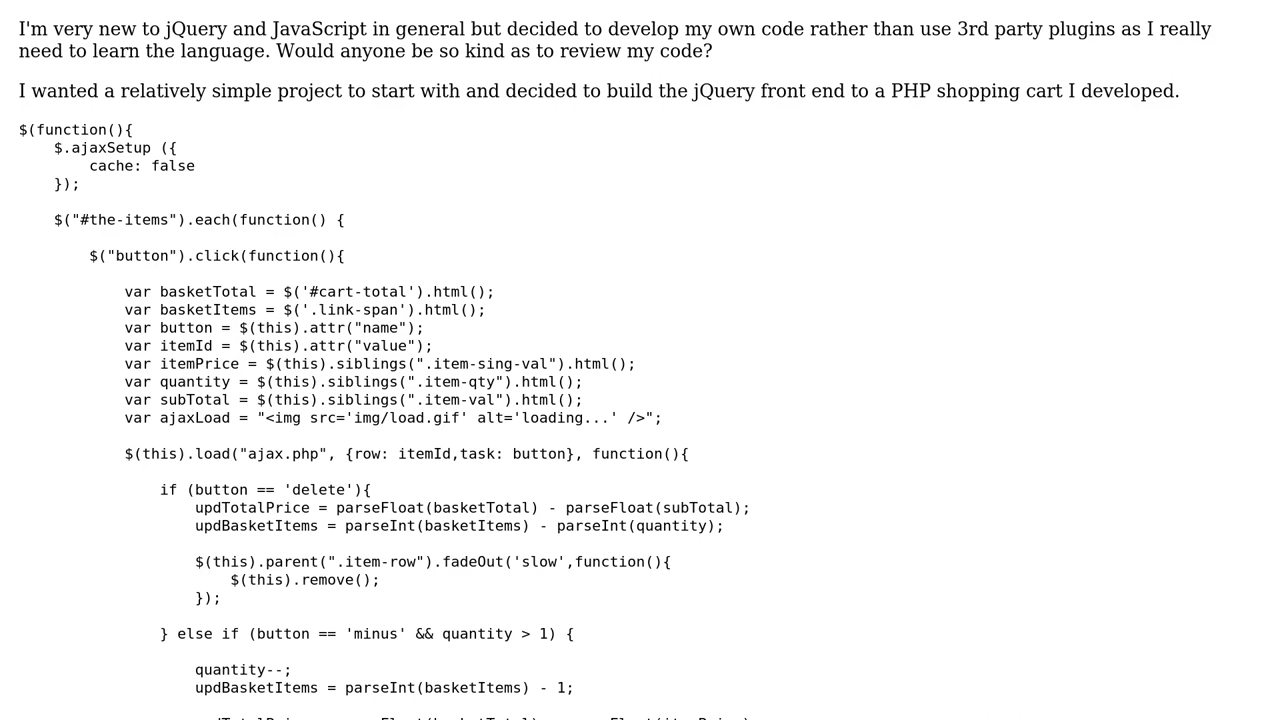 I'm very new to jQuery and JavaScript in general but decided to develop my own code rather than use 3rd party plugins as I really
need to learn the language. Would anyone be so kind as to review my code?
I wanted a relatively simple project to start with and decided to build the jQuery front end to a PHP shopping cart I developed.
$(function(){
    $.ajaxSetup ({
        cache: false
    });
    $("#the-items").each(function() {
        $("button").click(function(){
            var basketTotal = $('#cart-total').html();
            var basketItems = $('.link-span').html();
            var button = $(this).attr("name");
            var itemId = $(this).attr("value");
            var itemPrice = $(this).siblings(".item-sing-val").html();
            var quantity = $(this).siblings(".item-qty").html();
            var subTotal = $(this).siblings(".item-val").html();
            var ajaxLoad = "<img src='img/load.gif' alt='loading...' />";
            $(this).load("ajax.php", {row: itemId,task: button}, function(){
                if (button == 'delete'){
                    updTotalPrice = parseFloat(basketTotal) - parseFloat(subTotal);
                    updBasketItems = parseInt(basketItems) - parseInt(quantity);
                    $(this).parent(".item-row").fadeOut('slow',function(){
                        $(this).remove();
                    });
                } else if (button == 'minus' && quantity > 1) {
                    quantity--;
                    updBasketItems = parseInt(basketItems) - 1;